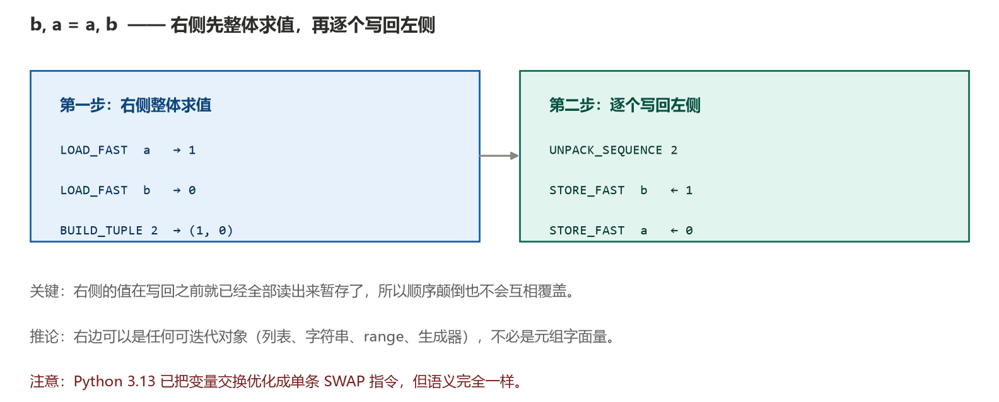 b, a = a, b —— 右侧先整体求值，再逐个写回左侧
第一步：右侧整体求值
LOAD_FAST a → 1
LOAD_FAST b → 0
BUILD_TUPLE 2 → (1, 0)
第二步：逐个写回左侧
UNPACK_SEQUENCE 2
STORE_FAST b ← 1
STORE_FAST a ← 0
关键：右侧的值在写回之前就已经全部读出来暂存了，所以顺序颠倒也不会互相覆盖。
推论：右边可以是任何可迭代对象（列表、字符串、range、生成器），不必是元组字面量。
注意：Python 3.13 已把变量交换优化成单条 SWAP 指令，但语义完全一样。